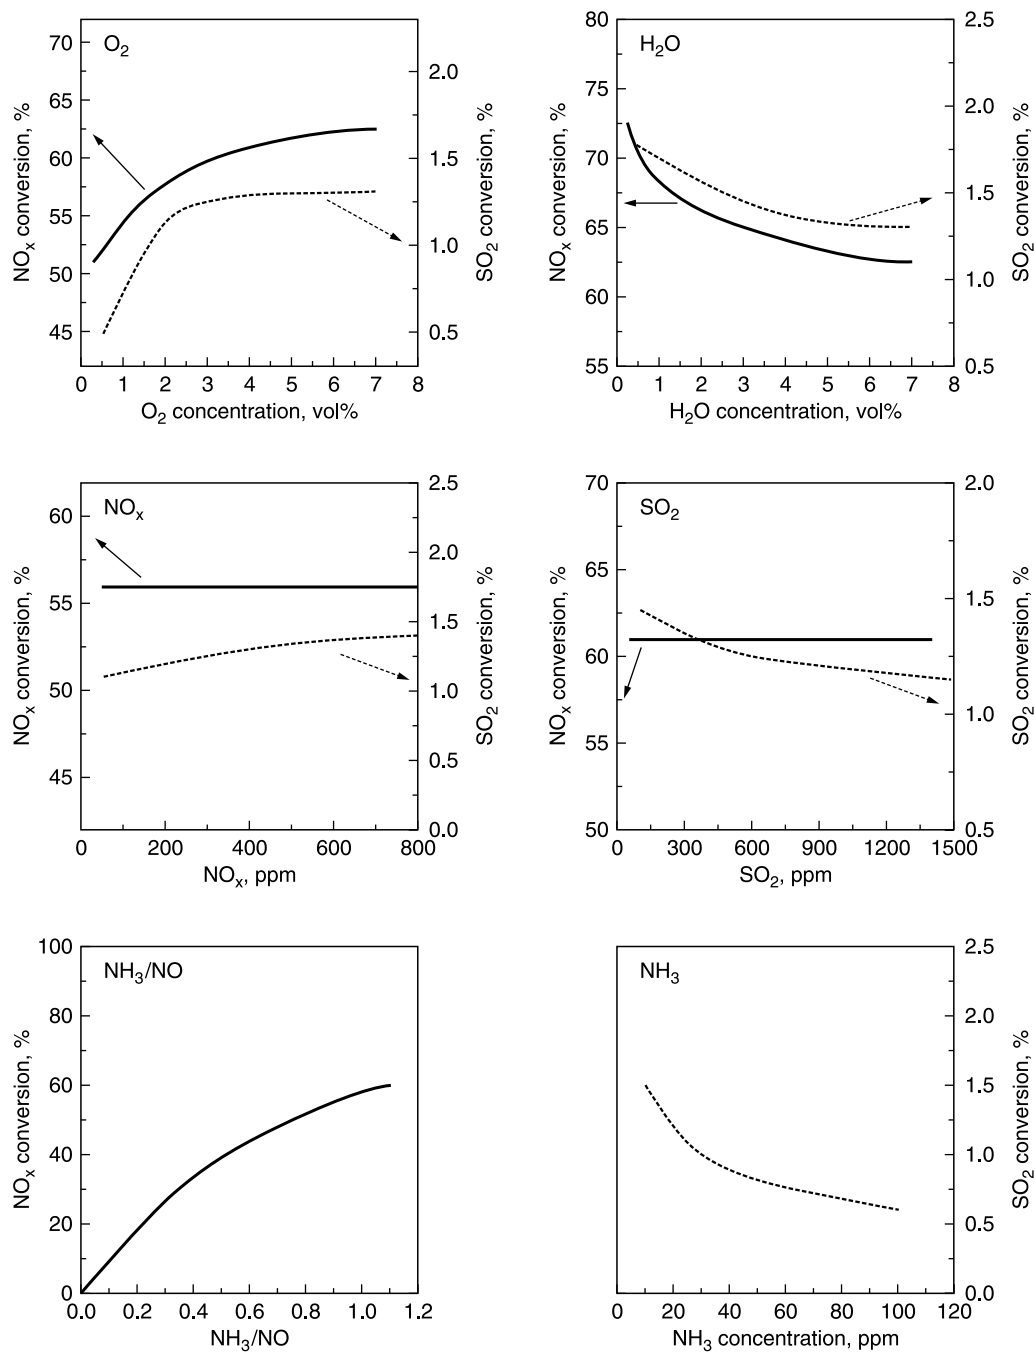 O₂
NOₓ conversion, %
70
65
60
55
50
45
SO₂ conversion, %
2.0
1.5
1.0
0.5
0 1 2 3 4 5 6 7 8
O₂ concentration, vol%
H₂O
NOₓ conversion, %
80
75
70
65
60
55
SO₂ conversion, %
2.5
2.0
1.5
1.0
0.5
0 1 2 3 4 5 6 7 8
H₂O concentration, vol%
NOₓ
NOₓ conversion, %
60
55
50
45
SO₂ conversion, %
2.5
2.0
1.5
1.0
0.5
0.0
0 200 400 600 800
NOₓ, ppm
SO₂
NOₓ conversion, %
70
65
60
55
50
SO₂ conversion, %
2.0
1.5
1.0
0.5
0 300 600 900 1200 1500
SO₂, ppm
NH₃/NO
NOₓ conversion, %
100
80
60
40
20
0
0.0 0.2 0.4 0.6 0.8 1.0 1.2
NH₃/NO
NH₃
SO₂ conversion, %
2.5
2.0
1.5
1.0
0.5
0.0
0 20 40 60 80 100 120
NH₃ concentration, ppm